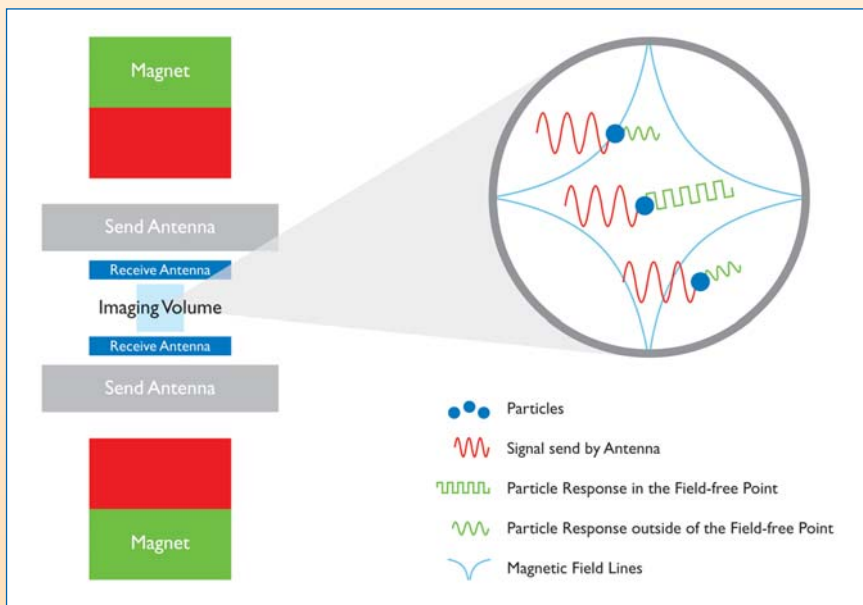 Magnet
Send Antenna
Receive Antenna
Imaging Volume
Receive Antenna
Send Antenna
Magnet
Particles
Signal send by Antenna
Particle Response in the Field-free Point
Particle Response outside of the Field-free Point
Magnetic Field Lines